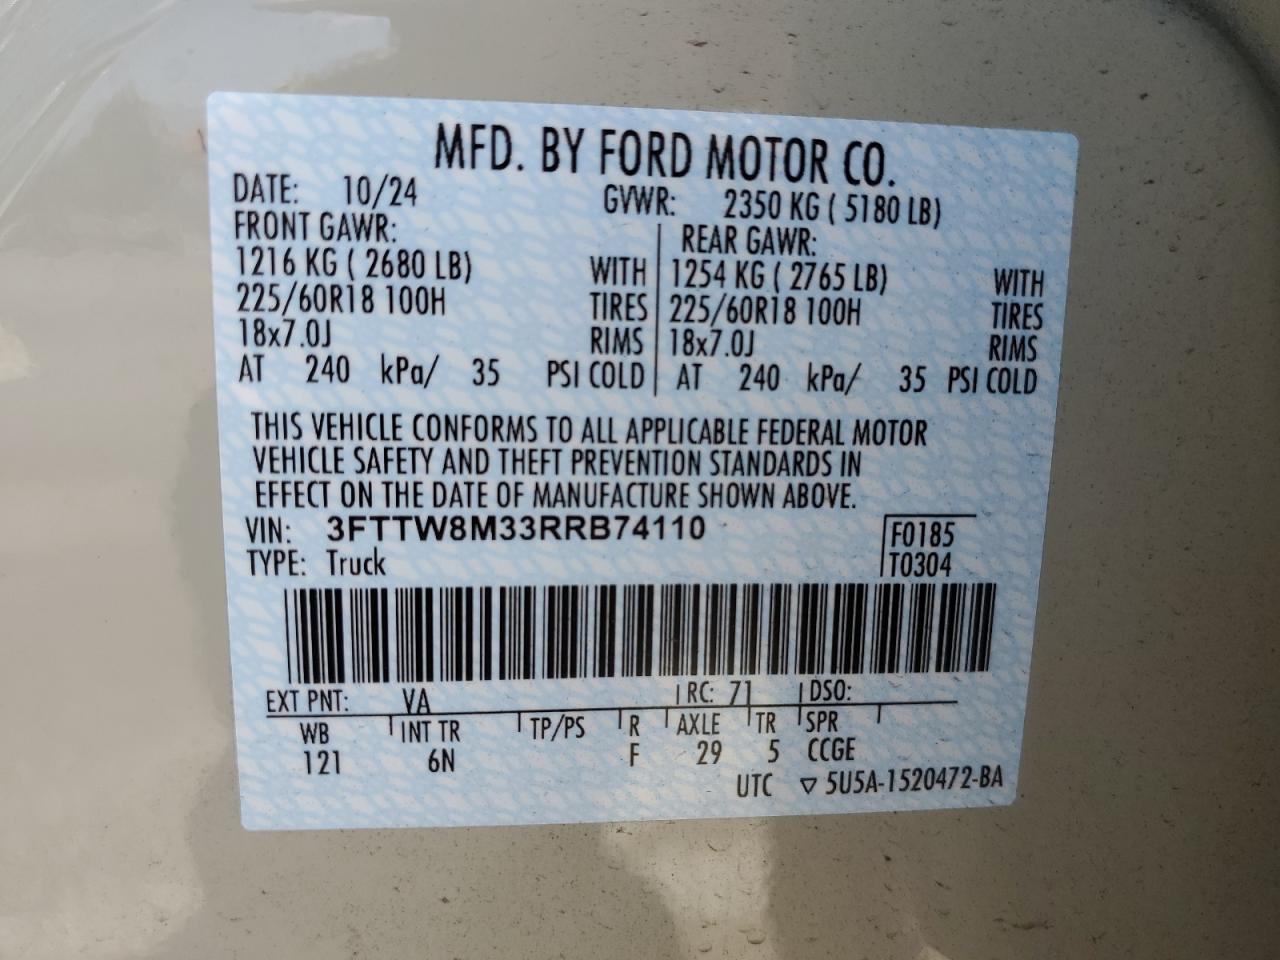 MFD. BY FORD MOTOR CO.
DATE: 10/24 GVWR: 2350 KG ( 5180 LB)
FRONT GAWR: REAR GAWR:
1216 KG ( 2680 LB) WITH 1254 KG ( 2765 LB) WITH
225/60R18 100H TIRES 225/60R18 100H TIRES
18x7.0J RIMS 18x7.0J RIMS
AT 240 kPa/ 35 PSI COLD AT 240 kPa/ 35 PSI COLD
THIS VEHICLE CONFORMS TO ALL APPLICABLE FEDERAL MOTOR
VEHICLE SAFETY AND THEFT PREVENTION STANDARDS IN
EFFECT ON THE DATE OF MANUFACTURE SHOWN ABOVE.
VIN: 3FTTW8M33RRB74110 F0185
TYPE: Truck T0304
EXT PNT: VA RC: 71 DSO:
WB INT TR TP/PS R AXLE TR SPR
121 6N F 29 5 CCGE
UTC ▽ 5U5A-1520472-BA